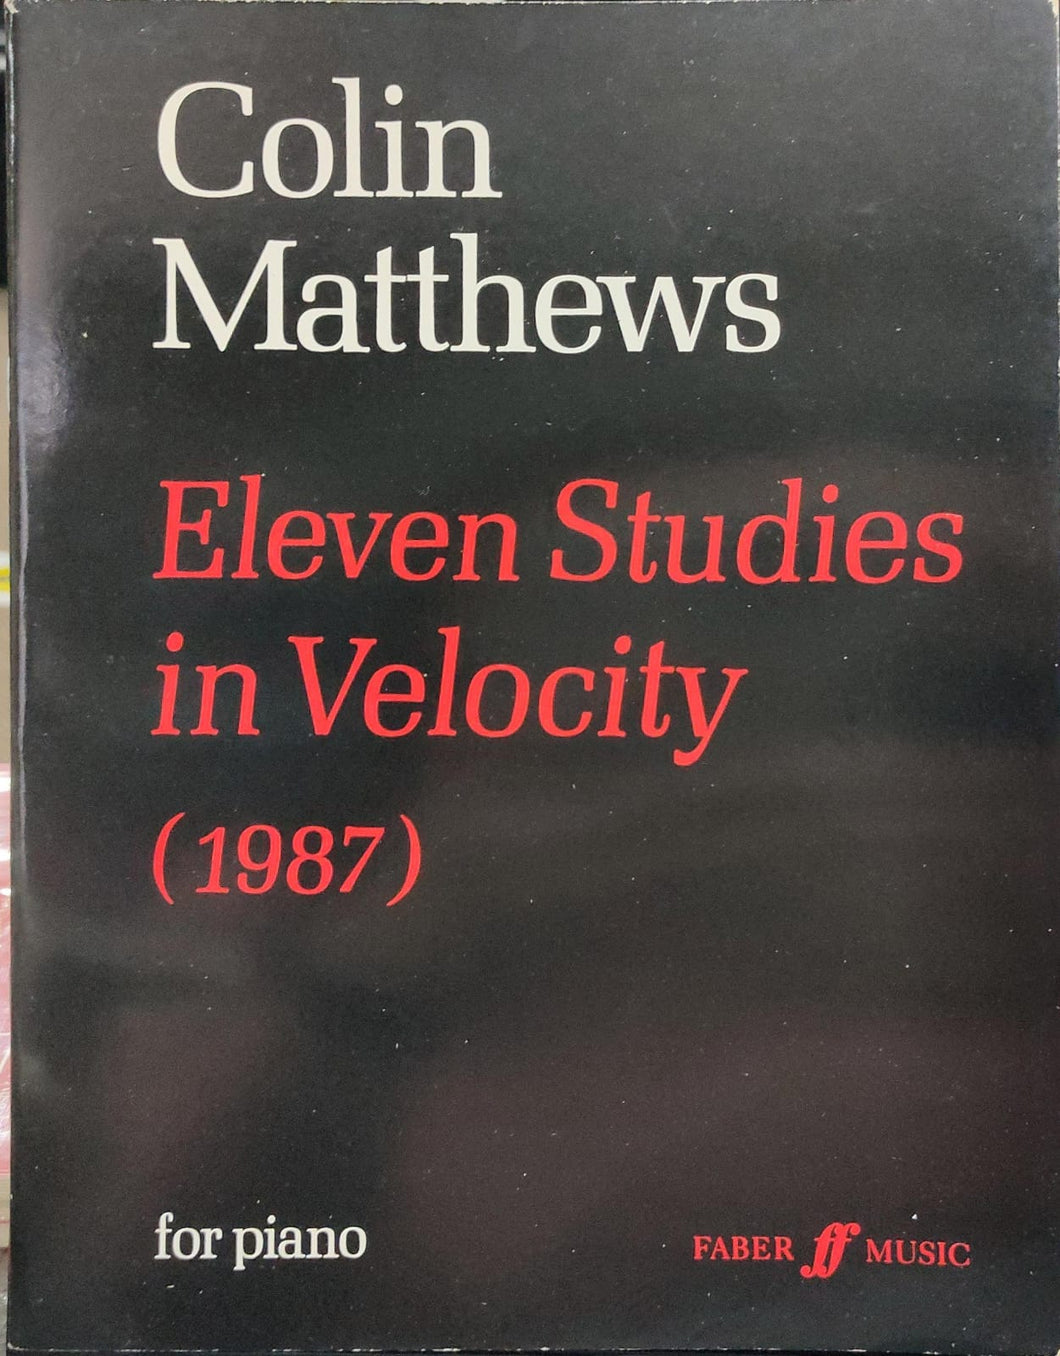 Colin
Matthews
Eleven Studies
in Velocity
(1987)
for piano
FABER ff MUSIC